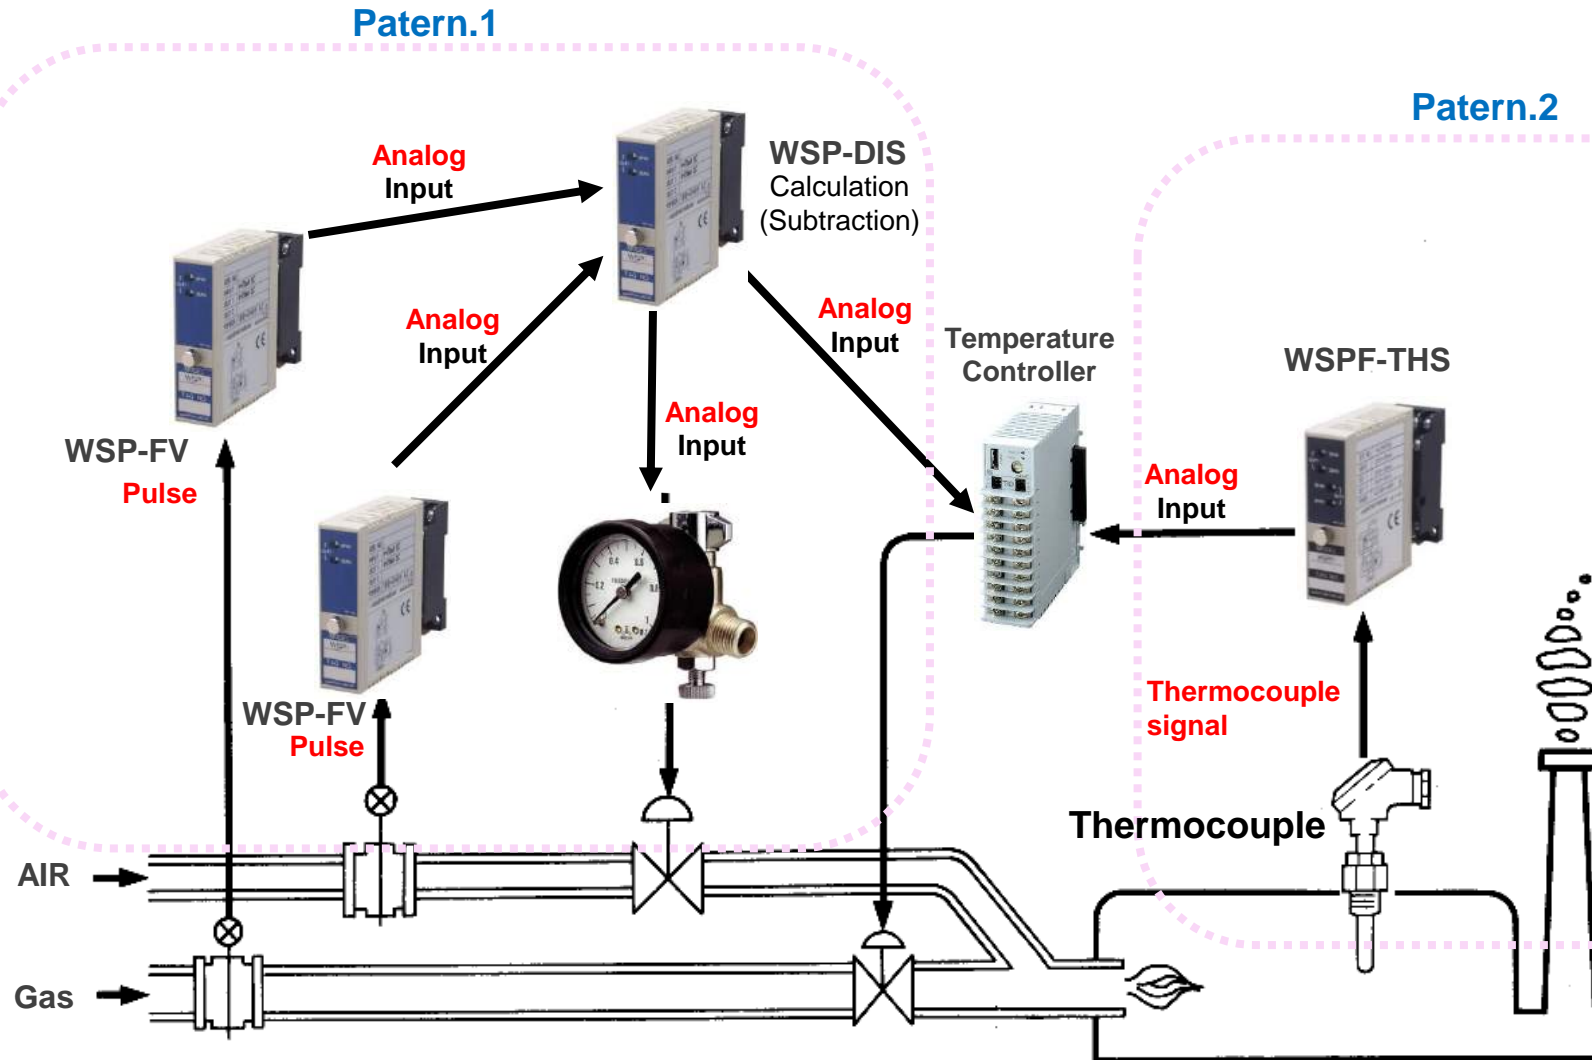 Patern.1
Patern.2
Analog
Input
WSP-DIS
Calculation
(Subtraction)
Analog
Input
Analog
Input
Temperature
Controller
WSPF-THS
Analog
Input
WSP-FV
Pulse
Analog
Input
WSP-FV
Pulse
Thermocouple
signal
Thermocouple
AIR
Gas